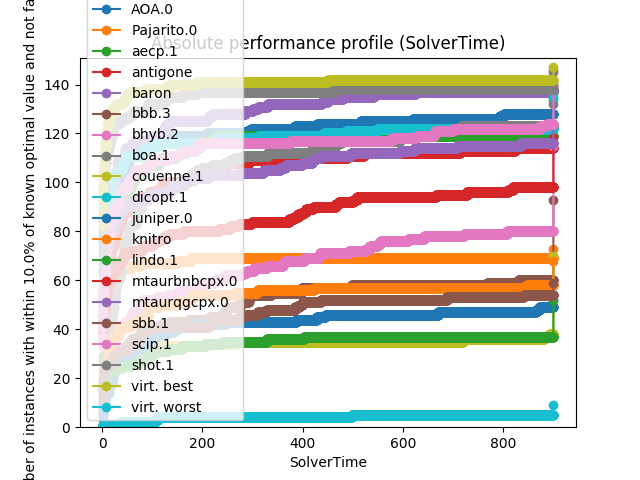 Absolute performance profile (SolverTime)
ber of instances with within 10.0% of known optimal value and not fa
140
120
100
80
60
40
20
0
0 200 400 600 800
SolverTime
AOA.0
Pajarito.0
aecp.1
antigone
baron
bbb.3
bhyb.2
boa.1
couenne.1
dicopt.1
juniper.0
knitro
lindo.1
mtaurbnbcpx.0
mtaurqgcpx.0
sbb.1
scip.1
shot.1
virt. best
virt. worst